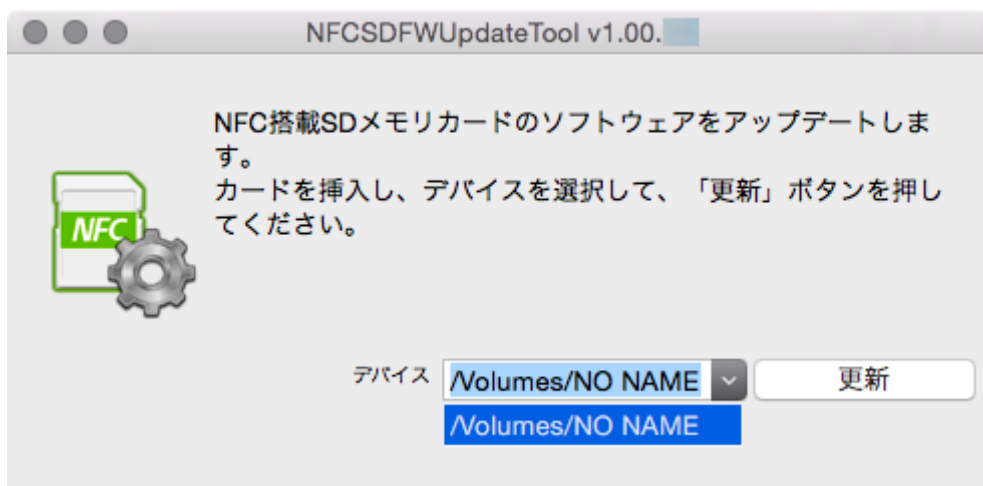 NFCSDFWUpdateTool v1.00.
NFC搭載SDメモリカードのソフトウェアをアップデートしま
す。
カードを挿入し、デバイスを選択して、「更新」ボタンを押し
てください。
NFC
デバイス /Volumes/NO NAME 更新
/Volumes/NO NAME